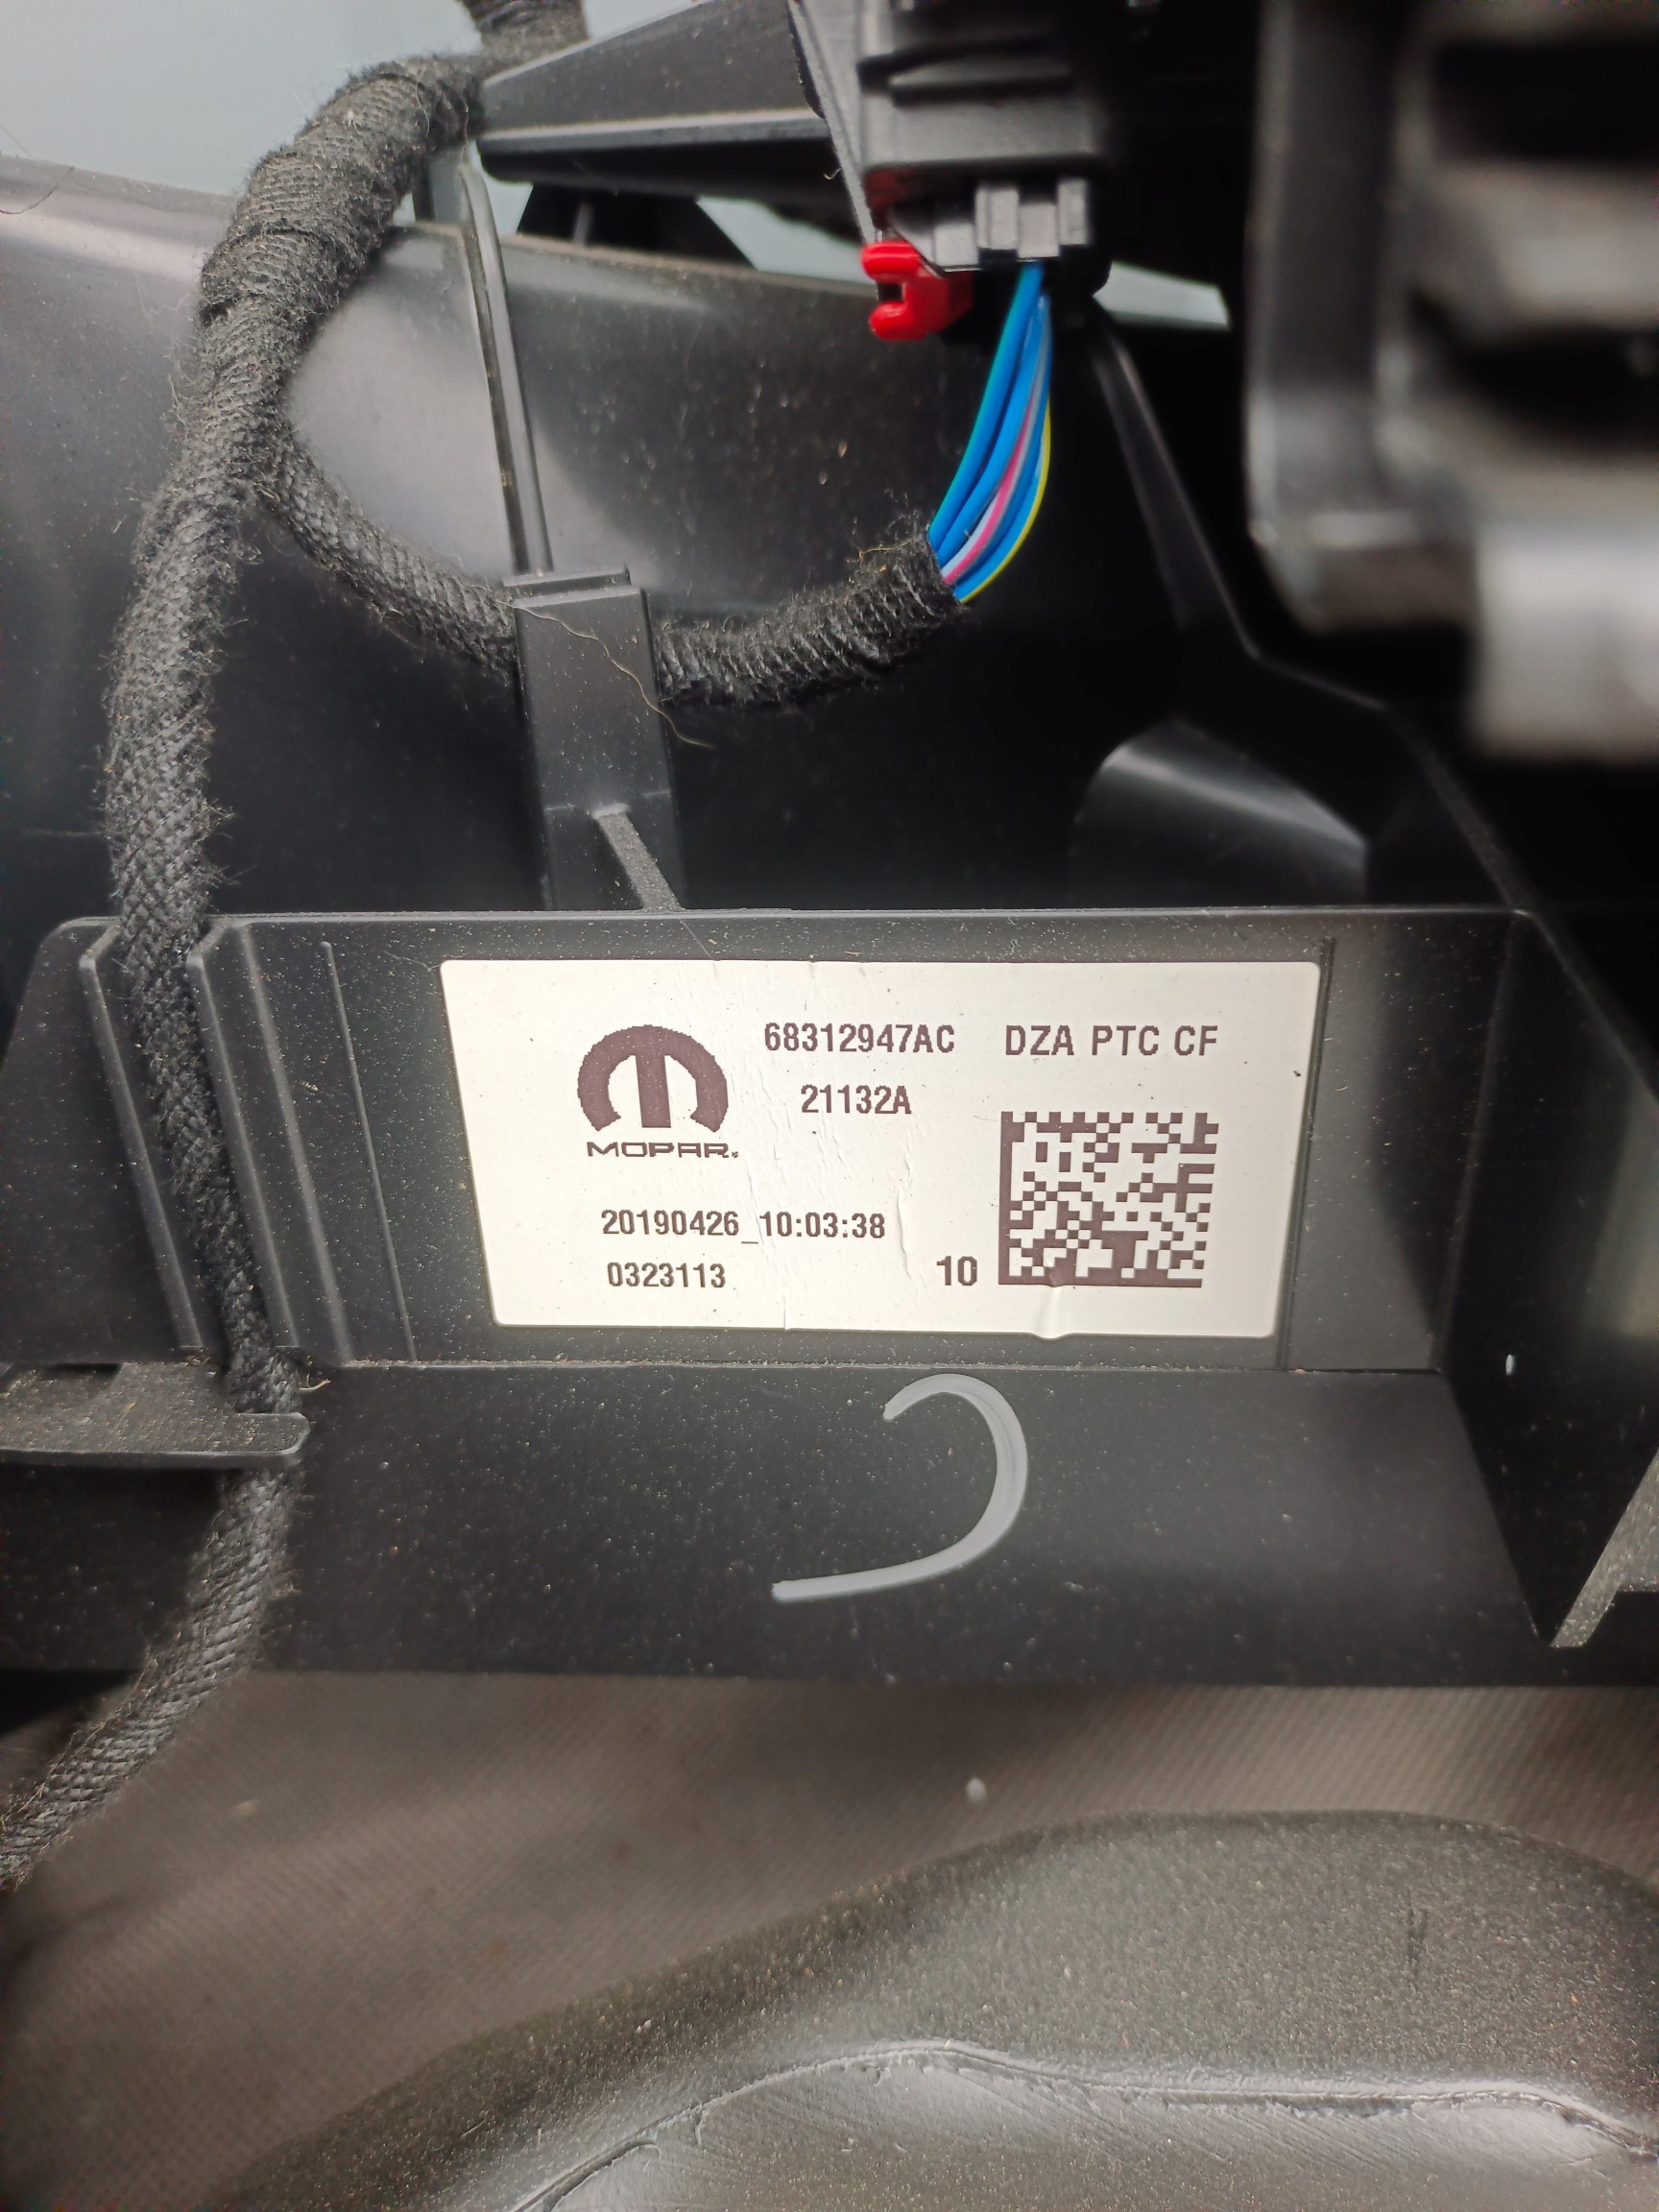 68312947AC DZA PTC CF
21132A
MOPAR
20190426_10:03:38
0323113
10